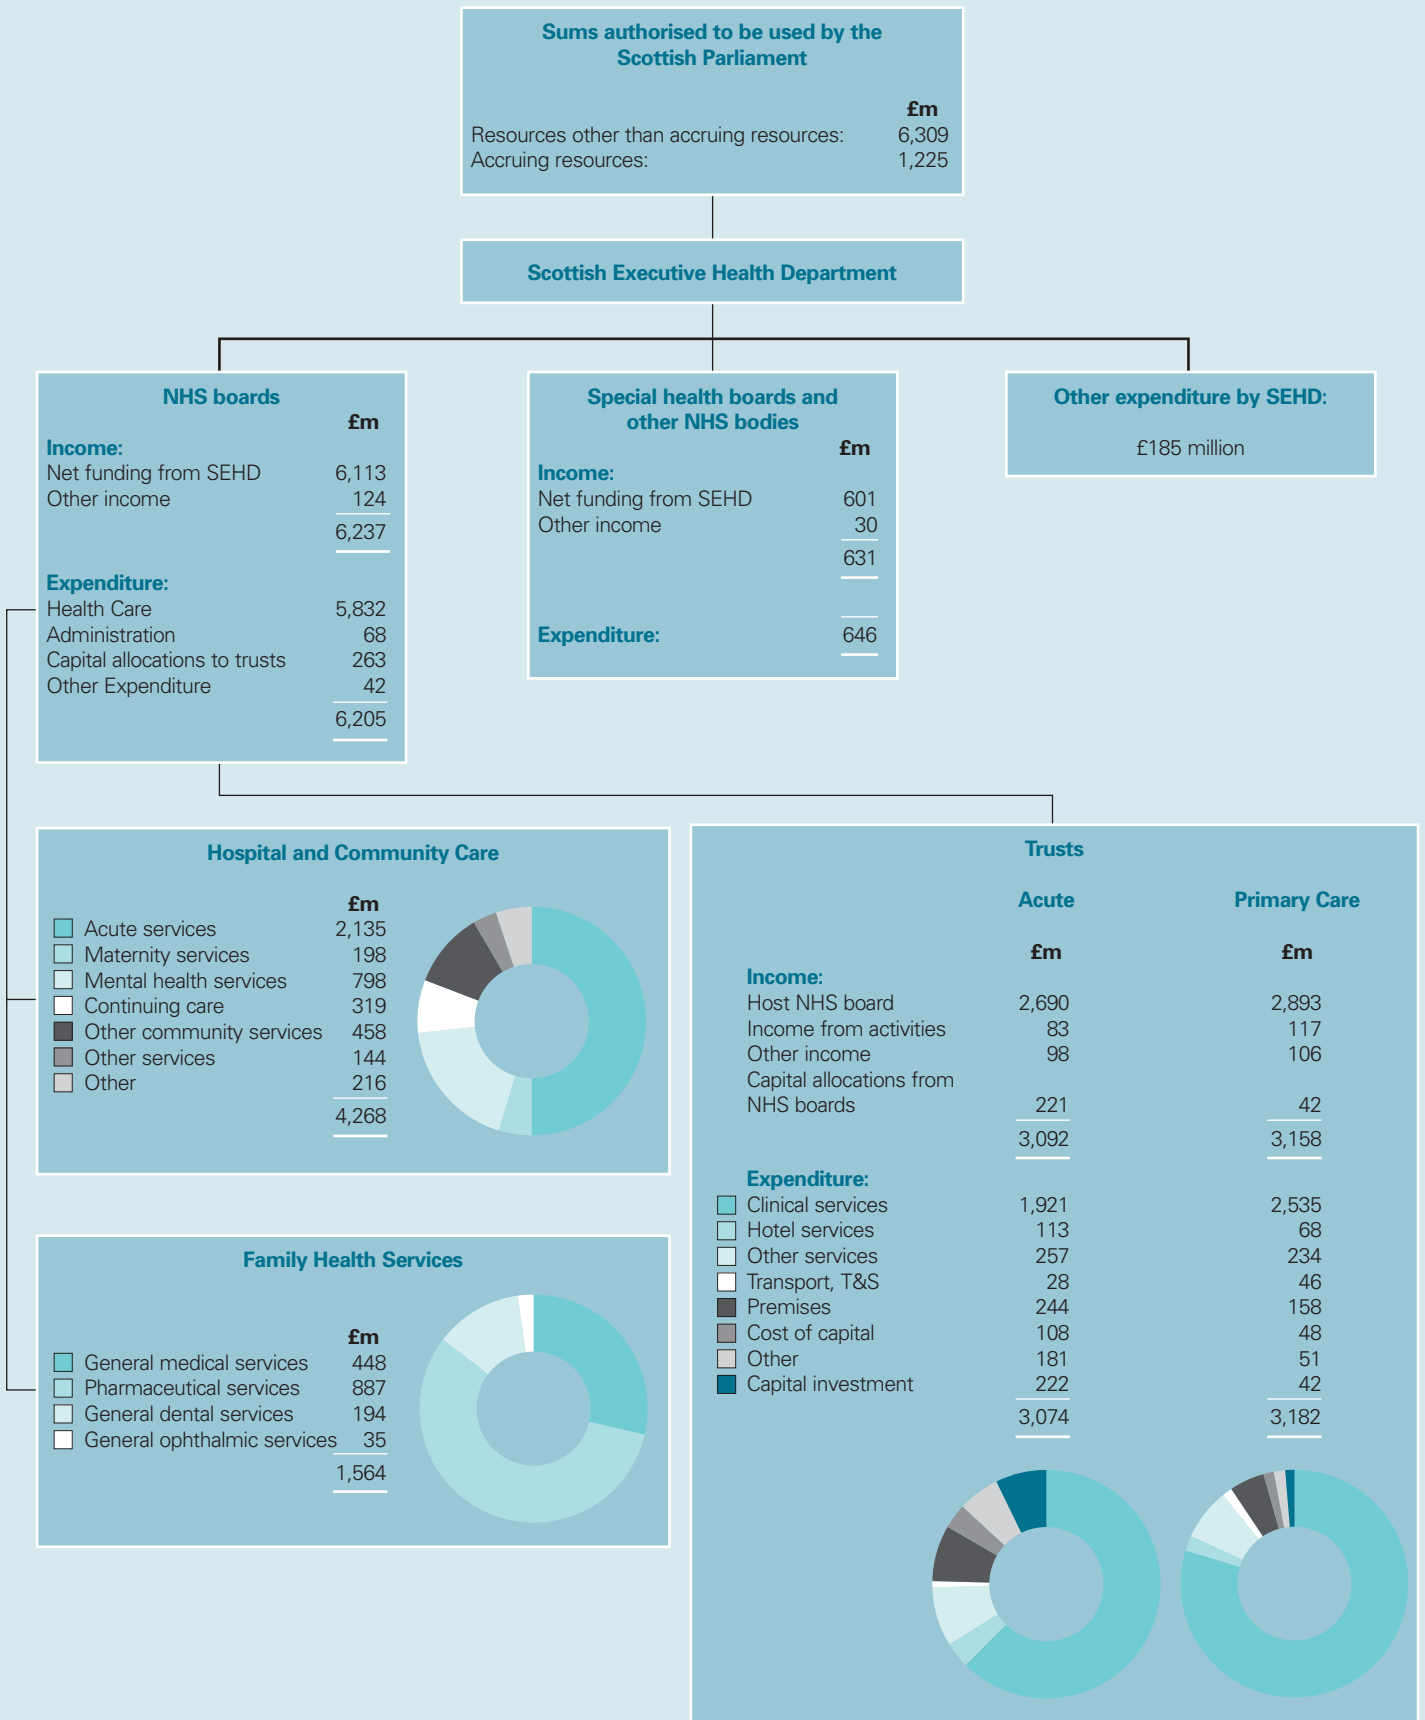 Sums authorised to be used by the
Scottish Parliament
£m
Resources other than accruing resources: 6,309
Accruing resources: 1,225
Scottish Executive Health Department
NHS boards
£m
Income:
Net funding from SEHD 6,113
Other income 124
6,237
Expenditure:
Health Care 5,832
Administration 68
Capital allocations to trusts 263
Other Expenditure 42
6,205
Special health boards and
other NHS bodies
£m
Income:
Net funding from SEHD 601
Other income 30
631
Expenditure: 646
Other expenditure by SEHD:
£185 million
Hospital and Community Care
£m
Acute services 2,135
Maternity services 198
Mental health services 798
Continuing care 319
Other community services 458
Other services 144
Other 216
4,268
Family Health Services
£m
General medical services 448
Pharmaceutical services 887
General dental services 194
General ophthalmic services 35
1,564
Trusts
Acute Primary Care
£m £m
Income:
Host NHS board 2,690 2,893
Income from activities 83 117
Other income 98 106
Capital allocations from
NHS boards 221 42
3,092 3,158
Expenditure:
Clinical services 1,921 2,535
Hotel services 113 68
Other services 257 234
Transport, T&S 28 46
Premises 244 158
Cost of capital 108 48
Other 181 51
Capital investment 222 42
3,074 3,182